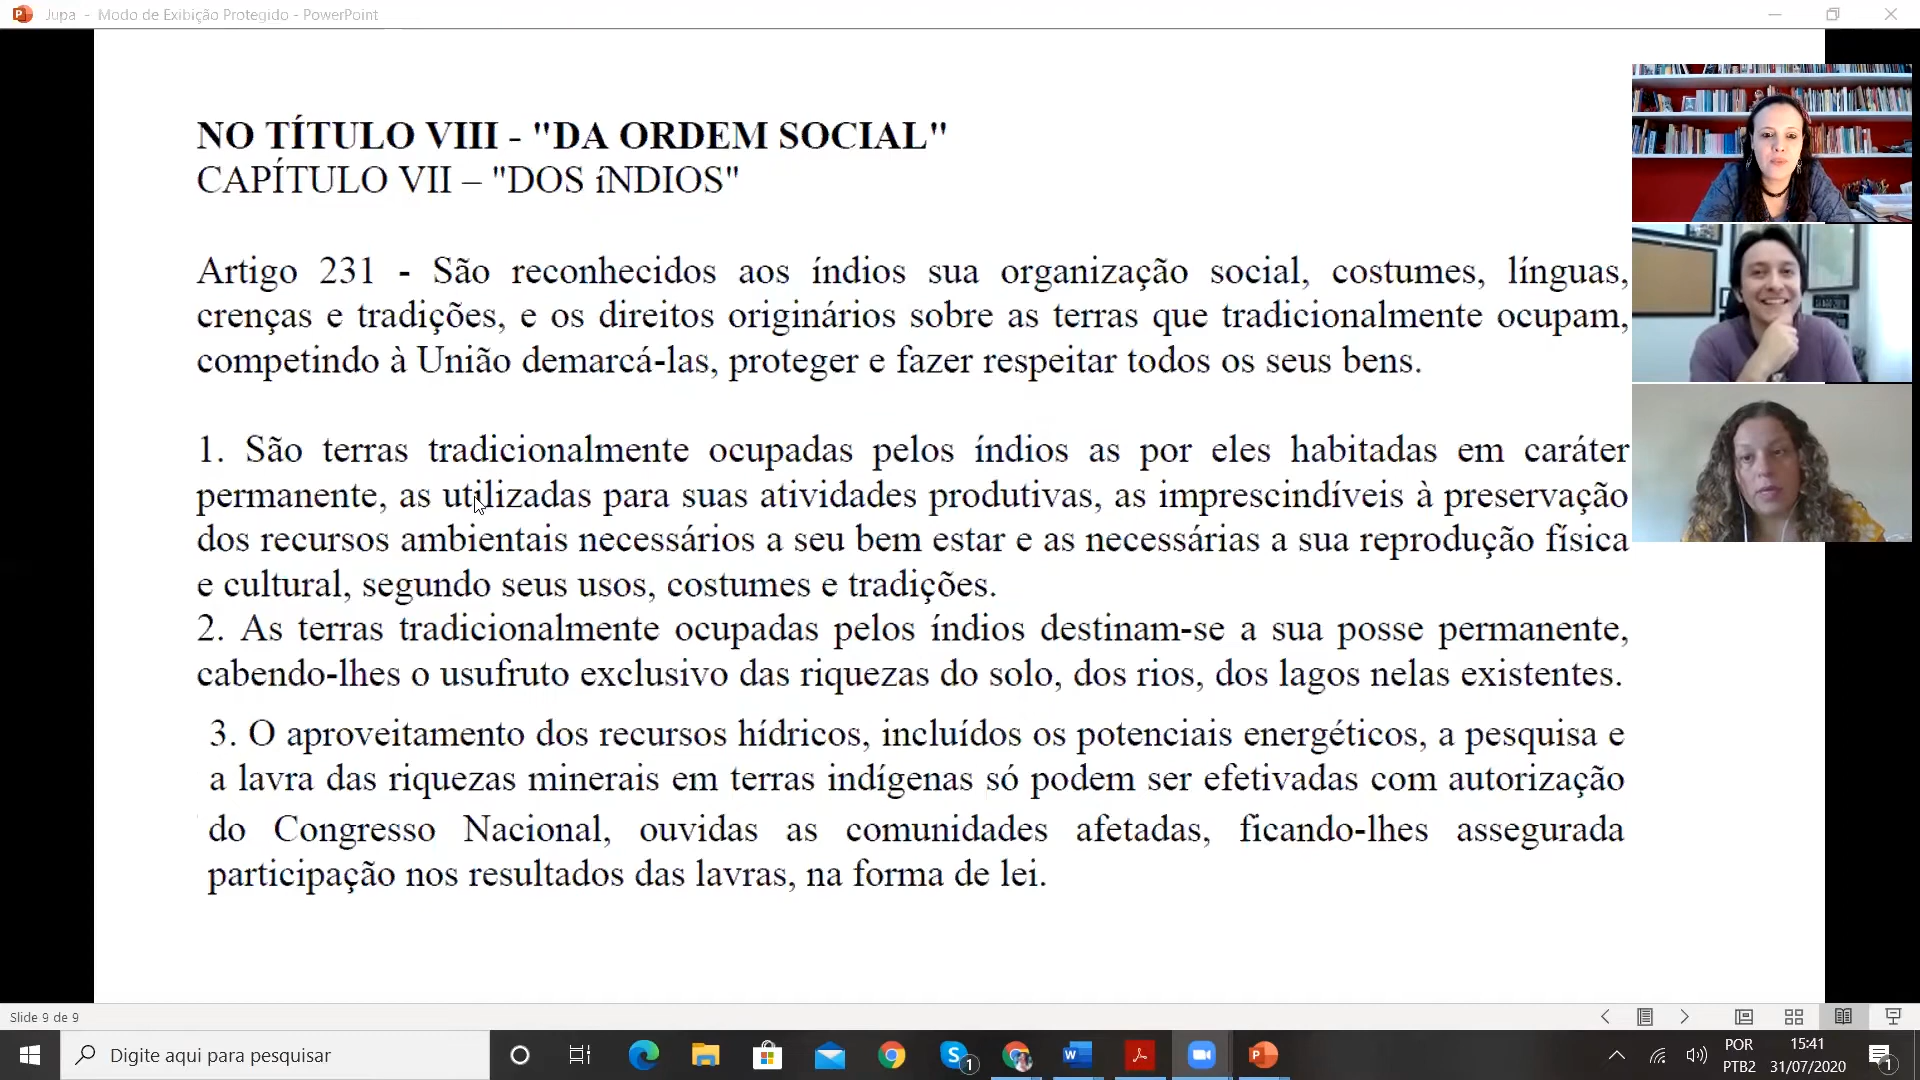 Jupa - Modo de Exibição Protegido - PowerPoint
NO TÍTULO VIII - "DA ORDEM SOCIAL"
CAPÍTULO VII – "DOS íNDIOS"
Artigo 231 - São reconhecidos aos índios sua organização social, costumes, línguas,
crenças e tradições, e os direitos originários sobre as terras que tradicionalmente ocupam,
competindo à União demarcá-las, proteger e fazer respeitar todos os seus bens.
1. São terras tradicionalmente ocupadas pelos índios as por eles habitadas em caráter
permanente, as utilizadas para suas atividades produtivas, as imprescindíveis à preservação
dos recursos ambientais necessários a seu bem estar e as necessárias a sua reprodução física
e cultural, segundo seus usos, costumes e tradições.
2. As terras tradicionalmente ocupadas pelos índios destinam-se a sua posse permanente,
cabendo-lhes o usufruto exclusivo das riquezas do solo, dos rios, dos lagos nelas existentes.
3. O aproveitamento dos recursos hídricos, incluídos os potenciais energéticos, a pesquisa e
a lavra das riquezas minerais em terras indígenas só podem ser efetivadas com autorização
do Congresso Nacional, ouvidas as comunidades afetadas, ficando-lhes assegurada
participação nos resultados das lavras, na forma de lei.
Slide 9 de 9
Digite aqui para pesquisar
1
POR
PTB2
15:41
31/07/2020
1